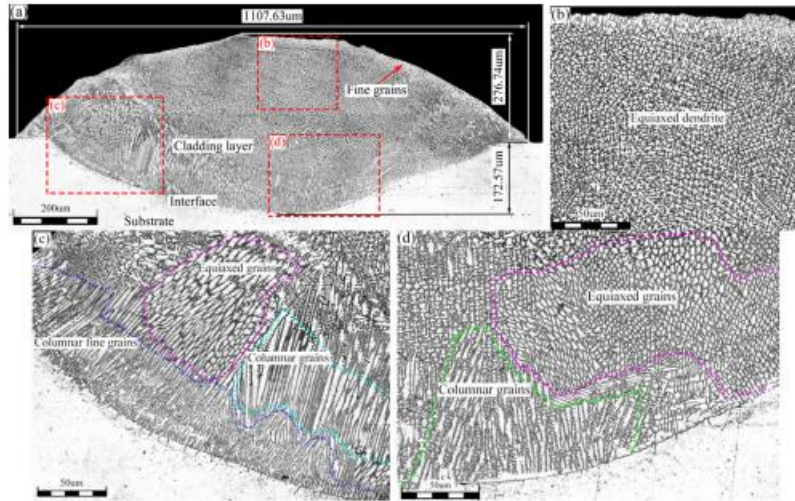 (a)
1107.63um
(b)
Fine grains
276.74um
(c)
Cladding layer
(d)
172.57um
Interface
200um
Substrate
(b)
Equiaxed dendrite
50um
(c)
Equiaxed grains
Columnar fine grains
Columnar grains
50um
(d)
Equiaxed grains
Columnar grains
50um